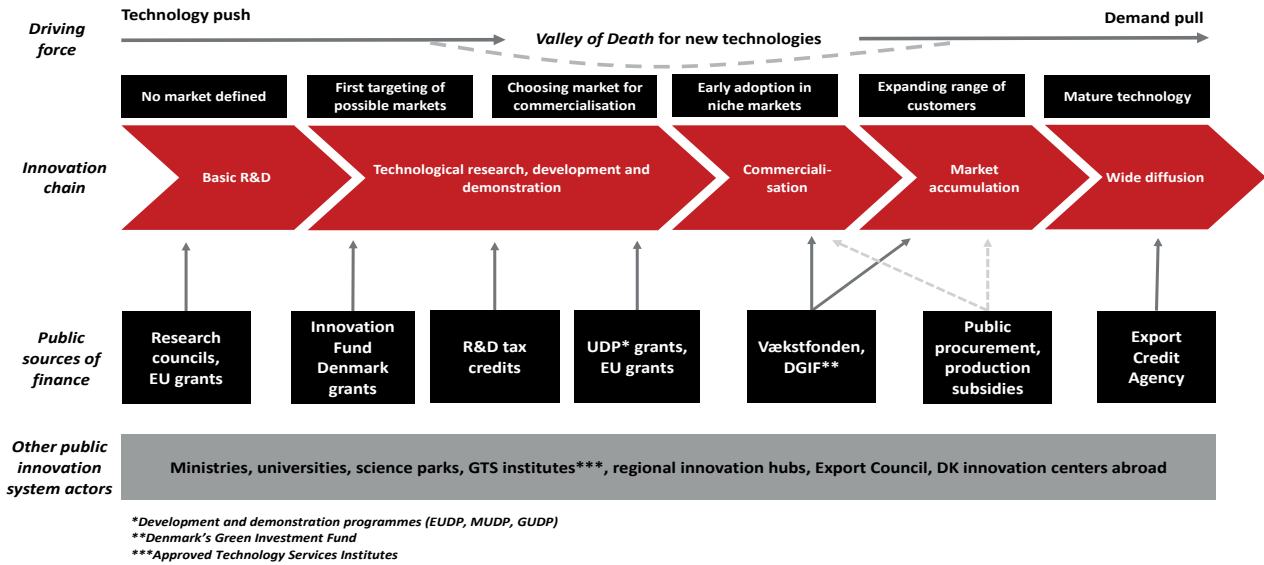 Driving
force
Technology push
Valley of Death for new technologies
Demand pull
No market defined
First targeting of
possible markets
Choosing market for
commercialisation
Early adoption in
niche markets
Expanding range of
customers
Mature technology
Innovation
chain
Basic R&D
Technological research, development and
demonstration
Commerciali-
sation
Market
accumulation
Wide diffusion
Public
sources of
finance
Research
councils,
EU grants
Innovation
Fund
Denmark
grants
R&D tax
credits
UDP* grants,
EU grants
Vækstfonden,
DGIF**
Public
procurement,
production
subsidies
Export
Credit
Agency
Other public
innovation
system actors
Ministries, universities, science parks, GTS institutes***, regional innovation hubs, Export Council, DK innovation centers abroad
*Development and demonstration programmes (EUDP, MUDP, GUDP)
**Denmark's Green Investment Fund
***Approved Technology Services Institutes